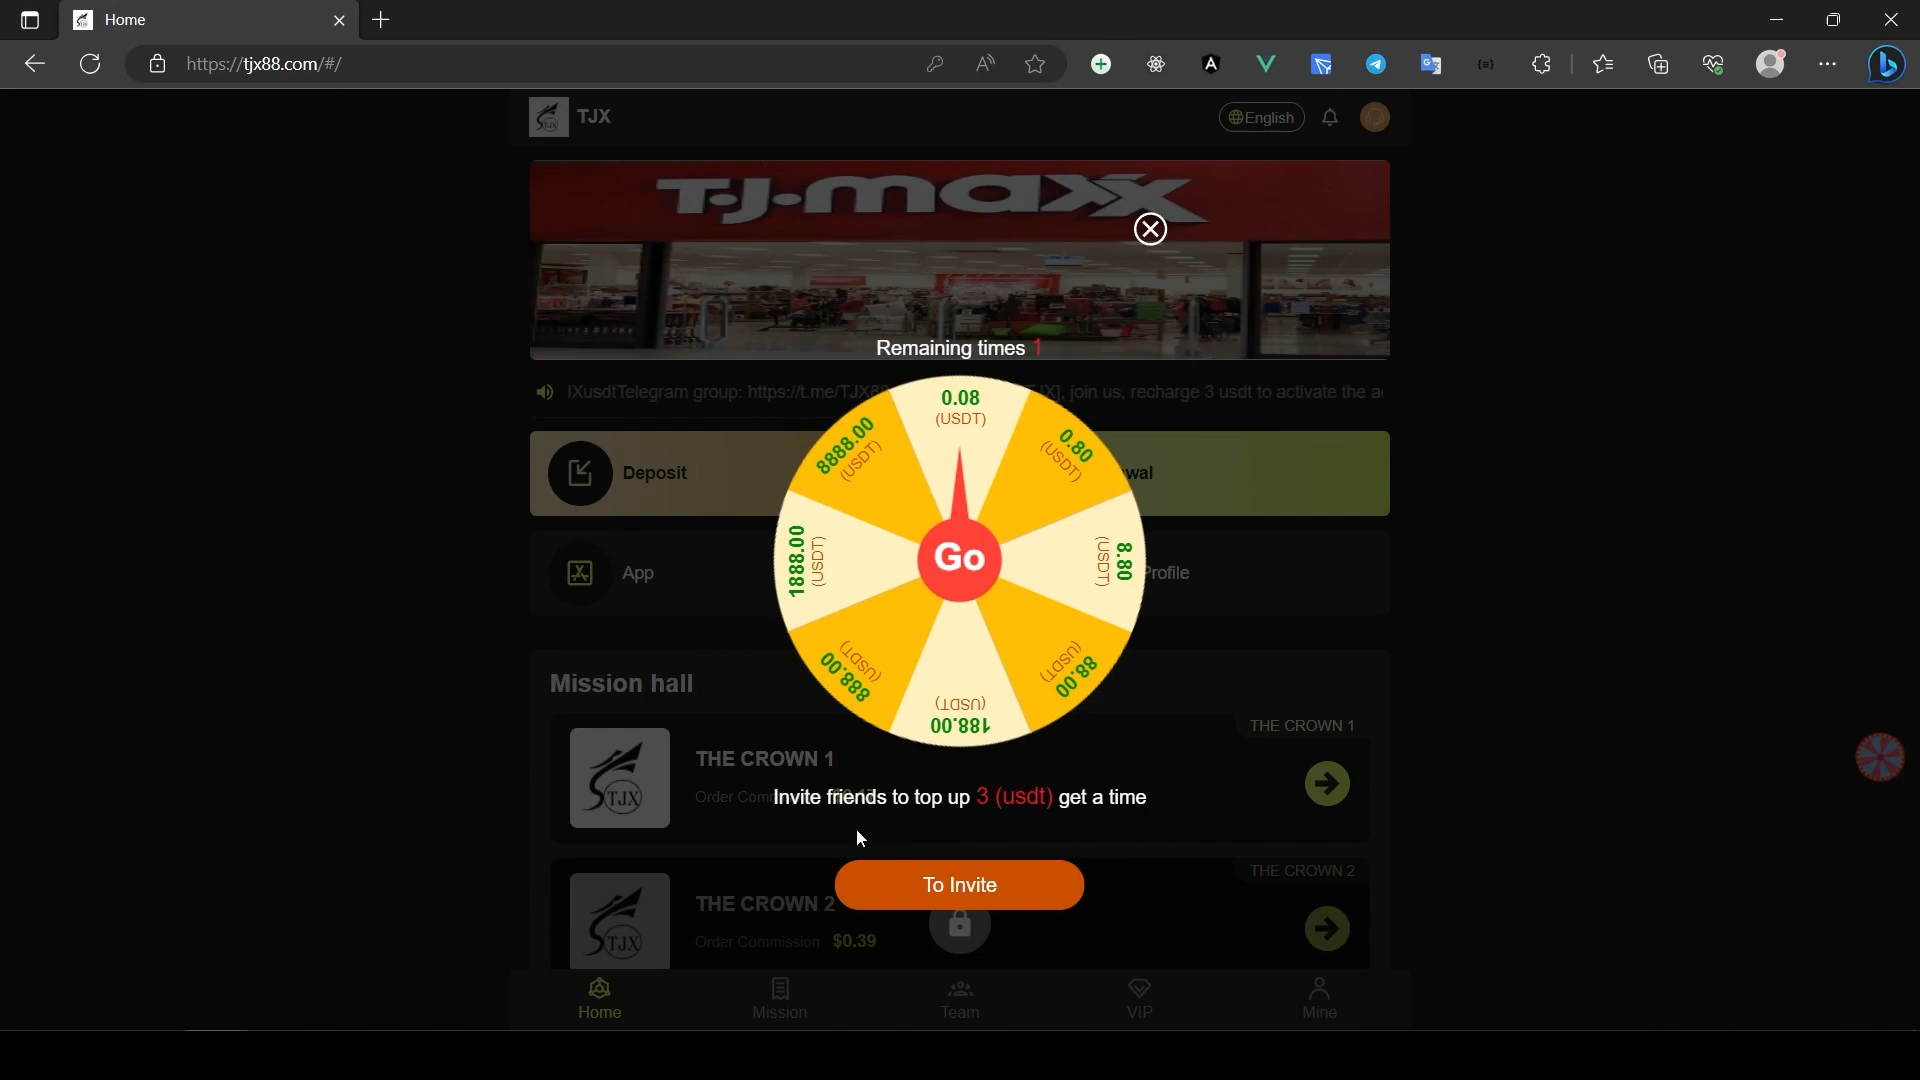 Home
https://tjx88.com/#/
TJX
English
TJ·maxx
Remaining times 1
IXusdtTelegram group: https://t.me/TJX
join us, recharge 3 usdt to activate the
0.08
(USDT)
0.80
(USDT)
8.80
(USDT)
88.00
(USDT)
188.00
(USDT)
888.00
(USDT)
1888.00
(USDT)
8888.00
(USDT)
Go
Deposit
wal
App
Profile
Mission hall
THE CROWN 1
THE CROWN 1
Order Com
Invite friends to top up 3 (usdt) get a time
To Invite
THE CROWN 2
THE CROWN 2
Order Commission $0.39
STJX
STJX
Home
Mission
Team
VIP
Mine